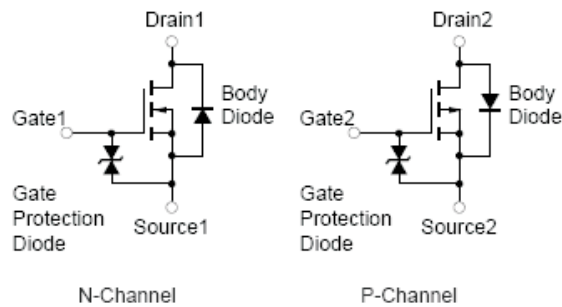 Drain1
Body
Diode
Gate1
Gate
Protection
Diode
Source1
N-Channel
Drain2
Body
Diode
Gate2
Gate
Protection
Diode
Source2
P-Channel